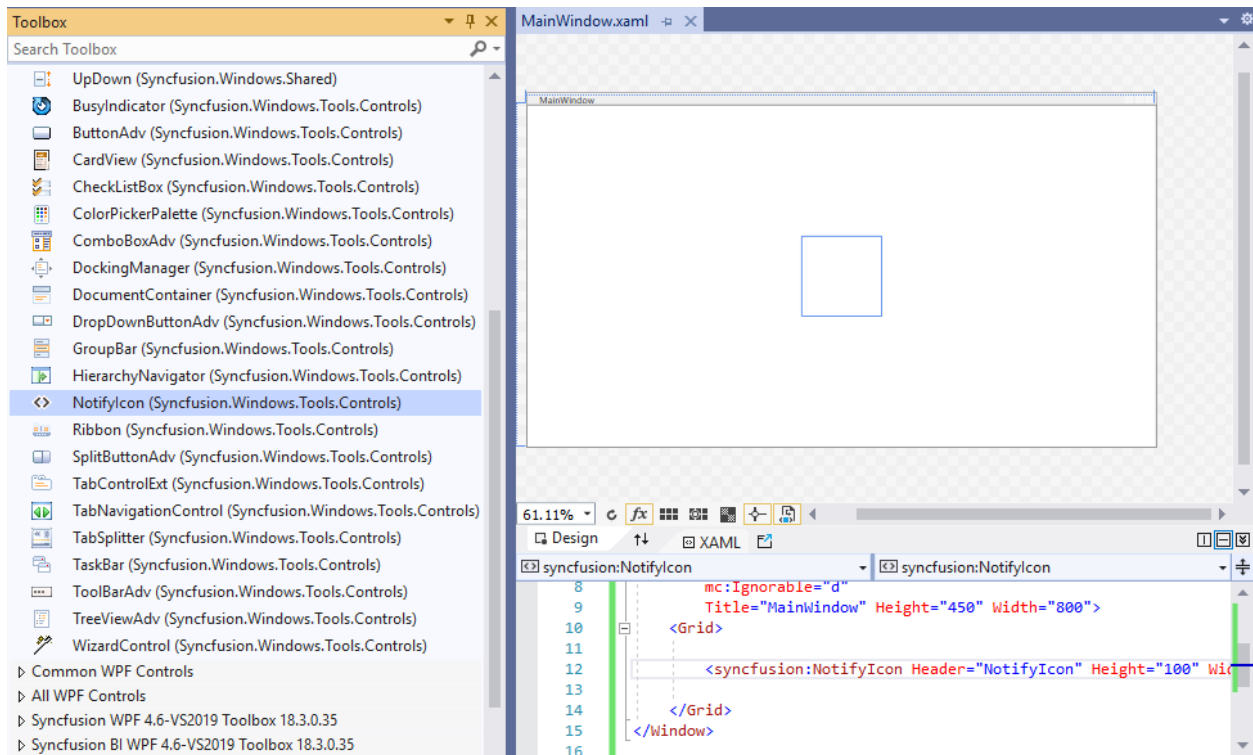 Toolbox
Search Toolbox
UpDown (Syncfusion.Windows.Shared)
BusyIndicator (Syncfusion.Windows.Tools.Controls)
ButtonAdv (Syncfusion.Windows.Tools.Controls)
CardView (Syncfusion.Windows.Tools.Controls)
CheckListBox (Syncfusion.Windows.Tools.Controls)
ColorPickerPalette (Syncfusion.Windows.Tools.Controls)
ComboBoxAdv (Syncfusion.Windows.Tools.Controls)
DockingManager (Syncfusion.Windows.Tools.Controls)
DocumentContainer (Syncfusion.Windows.Tools.Controls)
DropDownButtonAdv (Syncfusion.Windows.Tools.Controls)
GroupBar (Syncfusion.Windows.Tools.Controls)
HierarchyNavigator (Syncfusion.Windows.Tools.Controls)
NotifyIcon (Syncfusion.Windows.Tools.Controls)
Ribbon (Syncfusion.Windows.Tools.Controls)
SplitButtonAdv (Syncfusion.Windows.Tools.Controls)
TabControlExt (Syncfusion.Windows.Tools.Controls)
TabNavigationControl (Syncfusion.Windows.Tools.Controls)
TabSplitter (Syncfusion.Windows.Tools.Controls)
TaskBar (Syncfusion.Windows.Tools.Controls)
ToolBarAdv (Syncfusion.Windows.Tools.Controls)
TreeViewAdv (Syncfusion.Windows.Tools.Controls)
WizardControl (Syncfusion.Windows.Tools.Controls)
Common WPF Controls
All WPF Controls
Syncfusion WPF 4.6-VS2019 Toolbox 18.3.0.35
Syncfusion BI WPF 4.6-VS2019 Toolbox 18.3.0.35
MainWindow.xaml
MainWindow
61.11% fx
Design XAML
syncfusion:NotifyIcon syncfusion:NotifyIcon
8 mc:Ignorable="d"
9 Title="MainWindow" Height="450" Width="800">
10 <Grid>
11
12 <syncfusion:NotifyIcon Header="NotifyIcon" Height="100" Wid
13
14 </Grid>
15 </Window>
16